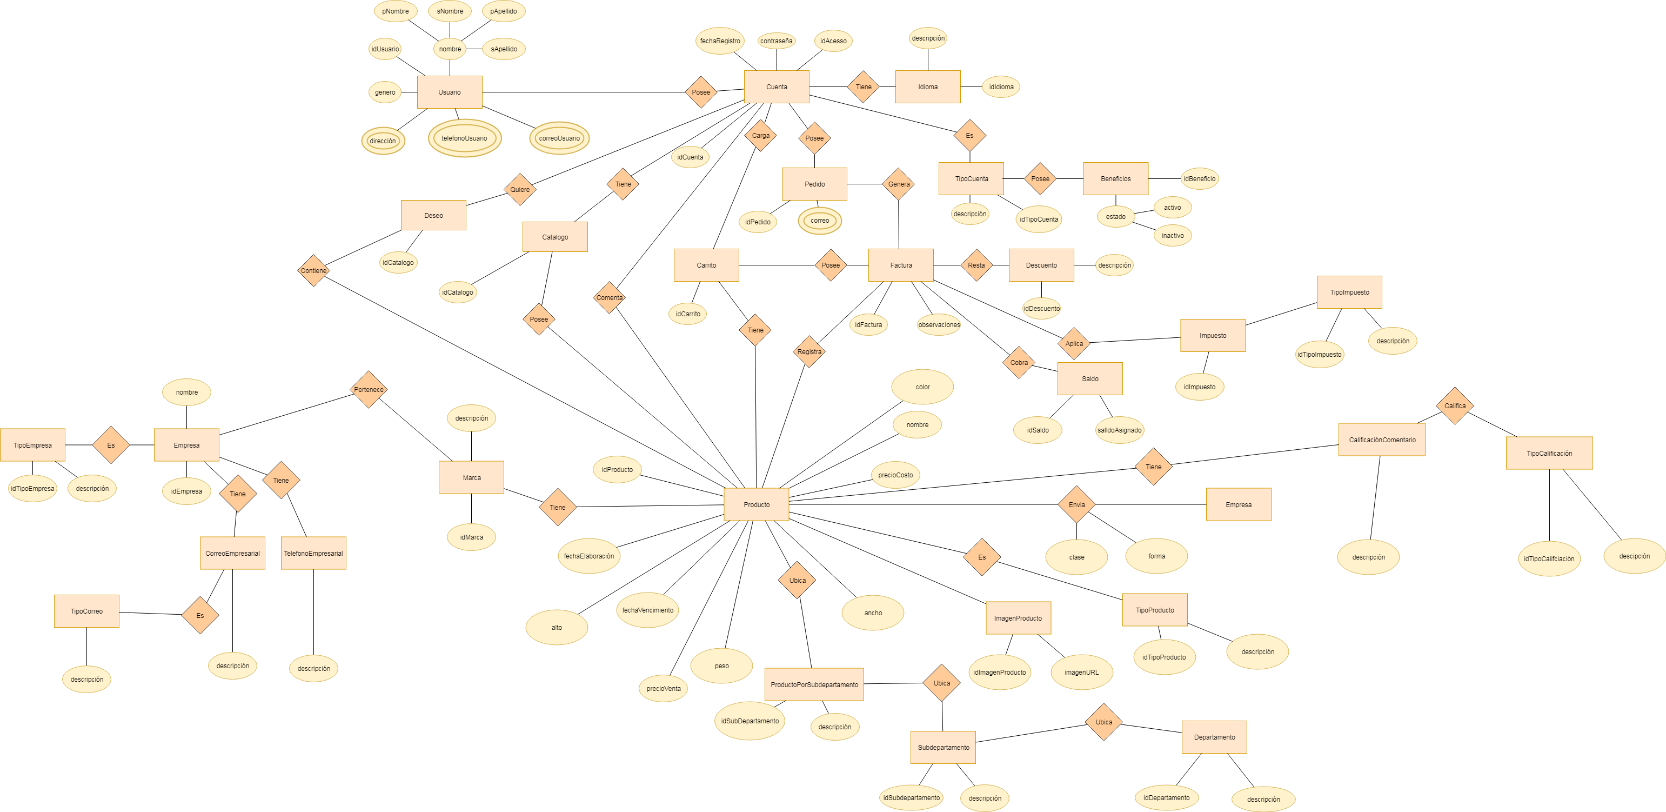 pNombre
sNombre
pApellido
idUsuario
nombre
sApellido
genero
Usuario
dirección
telefonoUsuario
correoUsuario
Posee
fechaRegistro
contraseña
idAcesso
Cuenta
Tiene
descripción
Idioma
IdIdioma
Carga
Posee
Es
idCuenta
Quiere
Tiene
Deseo
idCatalogo
Contiene
Catalogo
idCatalogo
Posee
Comenta
Pedido
Genera
idPedido
correo
TipoCuenta
Posee
Beneficios
idBeneficio
descripción
idTipoCuenta
estado
activo
inactivo
Carrito
Posee
Factura
Resta
Descuento
descripción
idCarrito
Tiene
idFactura
observaciones
idDescuento
Registra
Aplica
Impuesto
TipoImpuesto
idTipoImpuesto
descripción
idImpuesto
Cobra
Saldo
idSaldo
salldoAsignado
Pertenece
nombre
TipoEmpresa
Es
Empresa
idTipoEmpresa
descripción
idEmpresa
Tiene
Tiene
CorreoEmpresarial
TelefonoEmpresarial
TipoCorreo
Es
descripción
descripción
descripción
descripción
Marca
idMarca
Tiene
color
nombre
precioCosto
idProducto
Producto
fechaElaboración
alto
fechaVencimiento
precioVenta
peso
Ubica
ancho
Tiene
CalificaciónComentario
Califica
TipoCalificación
descripción
idTipoCalifciación
descipción
Envia
Empresa
clase
forma
Es
TipoProducto
idTipoProducto
descripción
ImagenProducto
idImagenProducto
imagenURL
ProductoPorSubdepartamento
idSubDepartamento
descripción
Ubica
Subdepartamento
idSubdepartamento
descripción
Ubica
Departamento
idDepartamento
descripción